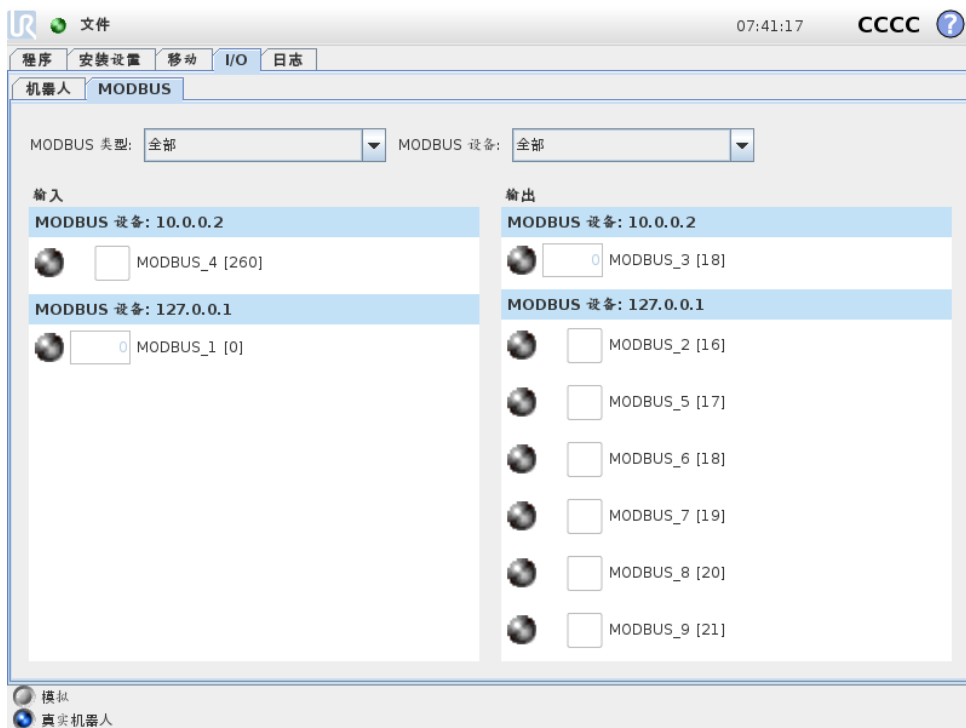 UR 文件 07:41:17 CCCC ?
程序 安装设置 移动 I/O 日志
机器人 MODBUS
MODBUS 类型: 全部 MODBUS 设备: 全部
输入 输出
MODBUS 设备: 10.0.0.2 MODBUS 设备: 10.0.0.2
MODBUS_4 [260] 0 MODBUS_3 [18]
MODBUS 设备: 127.0.0.1 MODBUS 设备: 127.0.0.1
0 MODBUS_1 [0] MODBUS_2 [16]
MODBUS_5 [17]
MODBUS_6 [18]
MODBUS_7 [19]
MODBUS_8 [20]
MODBUS_9 [21]
模拟
真实机器人